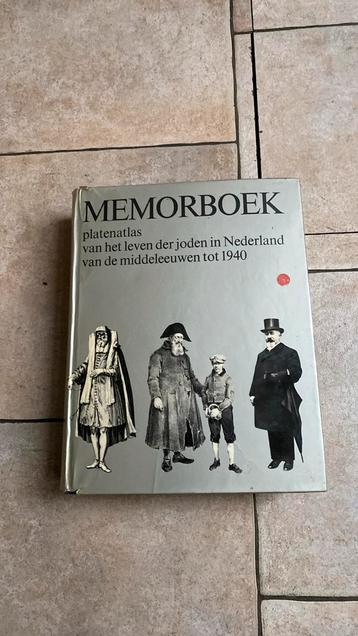 MEMORBOEK
platenatlas
van het leven der joden in Nederland
van de middeleeuwen tot 1940